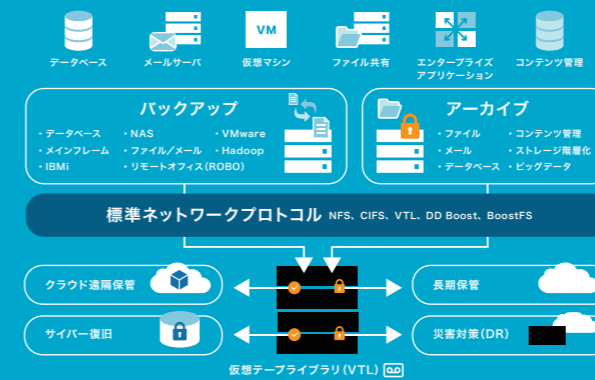 VM
データベース
メールサーバ
仮想マシン
ファイル共有
エンタープライズ
アプリケーション
コンテンツ管理
バックアップ
・データベース ・NAS ・VMware
・メインフレーム ・ファイル/メール ・Hadoop
・IBMi ・リモートオフィス(ROBO)
アーカイブ
・ファイル ・コンテンツ管理
・メール ・ストレージ階層化
・データベース ・ビッグデータ
標準ネットワークプロトコル NFS、CIFS、VTL、DD Boost、BoostFS
クラウド遠隔保管
長期保管
サイバー復旧
災害対策(DR)
仮想テープライブラリ(VTL)